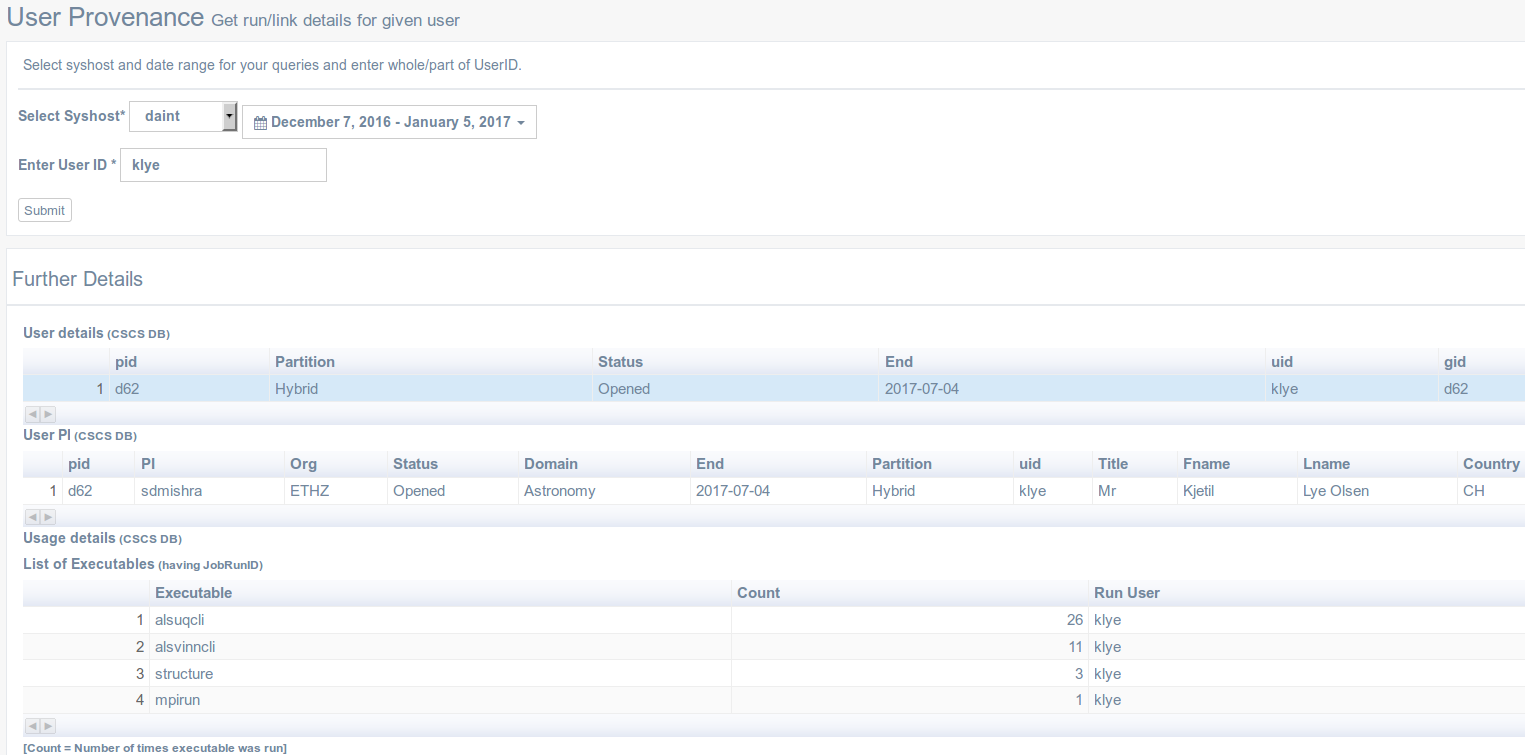 User Provenance Get run/link details for given user
Select syshost and date range for your queries and enter whole/part of UserID.
Select Syshost* daint December 7, 2016 - January 5, 2017
Enter User ID * klye
Submit
Further Details
User details (CSCS DB)
pid Partition Status End uid gid
1 d62 Hybrid Opened 2017-07-04 klye d62
User PI (CSCS DB)
pid PI Org Status Domain End Partition uid Title Fname Lname Country
1 d62 sdmishra ETHZ Opened Astronomy 2017-07-04 Hybrid klye Mr Kjetil Lye Olsen CH
Usage details (CSCS DB)
List of Executables (having JobRunID)
Executable Count Run User
1 alsuqcli 26 klye
2 alsvinncli 11 klye
3 structure 3 klye
4 mpirun 1 klye
[Count = Number of times executable was run]